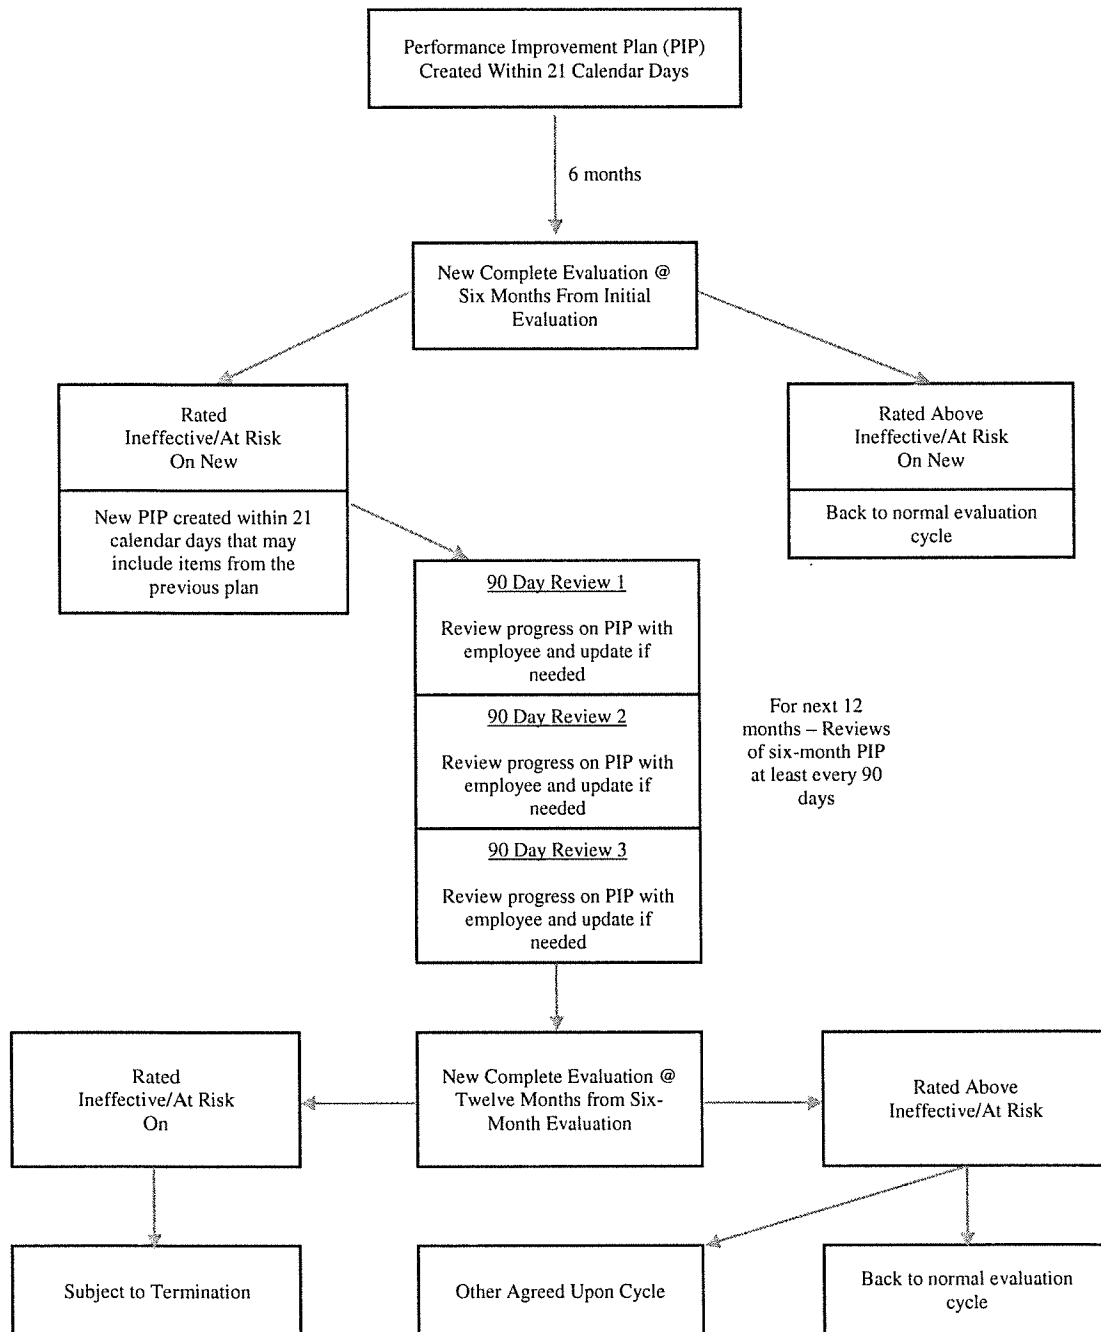 Performance Improvement Plan (PIP)
Created Within 21 Calendar Days
6 months
New Complete Evaluation @
Six Months From Initial
Evaluation
Rated
Ineffective/At Risk
On New
New PIP created within 21
calendar days that may
include items from the
previous plan
Rated Above
Ineffective/At Risk
On New
Back to normal evaluation
cycle
90 Day Review 1
Review progress on PIP with
employee and update if
needed
90 Day Review 2
Review progress on PIP with
employee and update if
needed
90 Day Review 3
Review progress on PIP with
employee and update if
needed
For next 12
months – Reviews
of six-month PIP
at least every 90
days
Rated
Ineffective/At Risk
On
New Complete Evaluation @
Twelve Months from Six-
Month Evaluation
Rated Above
Ineffective/At Risk
Subject to Termination
Other Agreed Upon Cycle
Back to normal evaluation
cycle